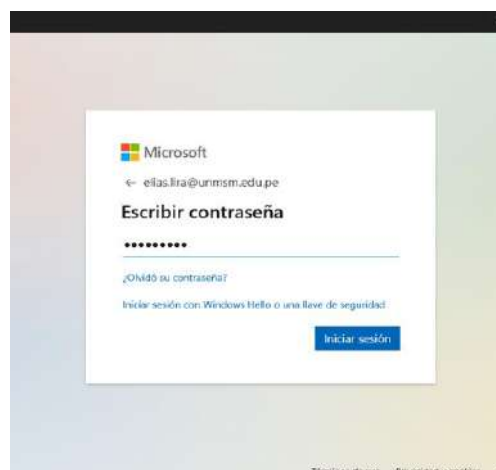 Microsoft
← elias.lira@unmsm.edu.pe
Escribir contraseña
•••••••••
¿Olvidó su contraseña?
Iniciar sesión con Windows Hello o una llave de seguridad
Iniciar sesión